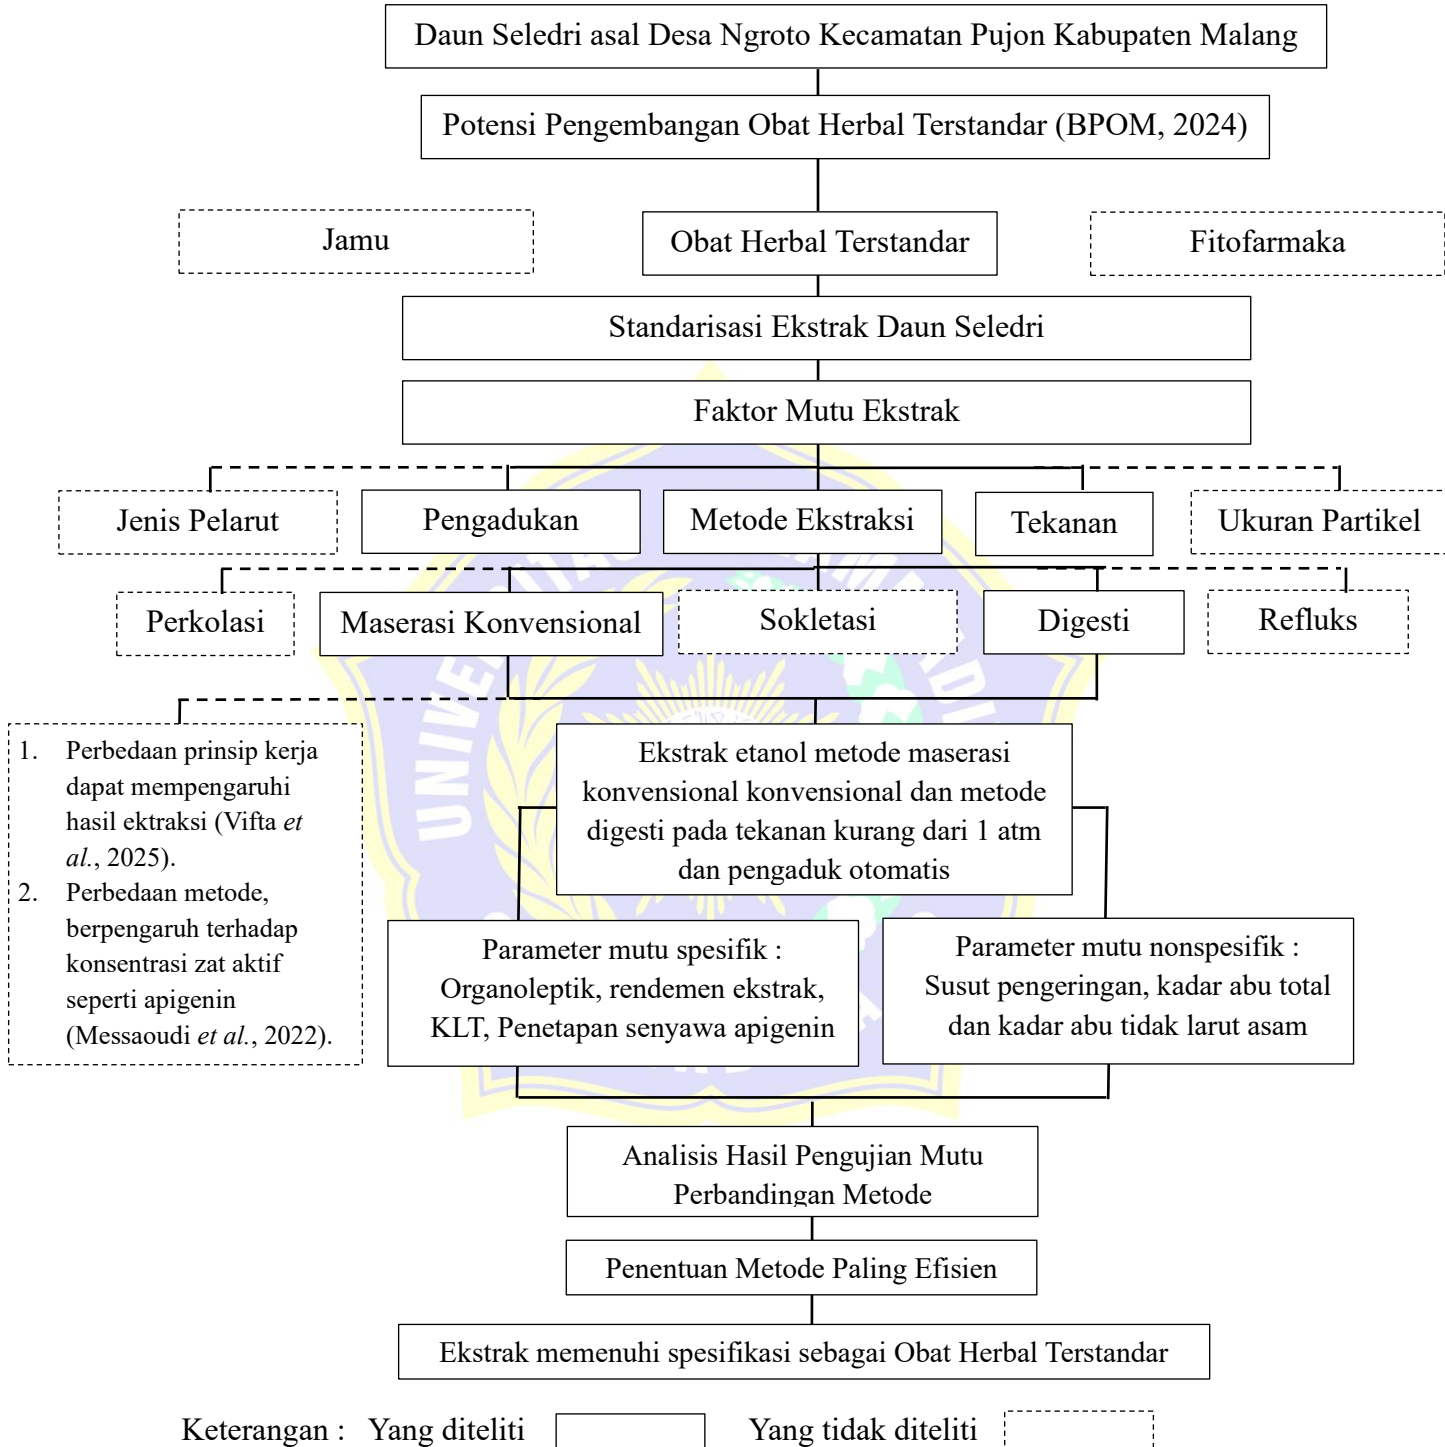 Daun Seledri asal Desa Ngroto Kecamatan Pujon Kabupaten Malang
Potensi Pengembangan Obat Herbal Terstandar (BPOM, 2024)
Jamu
Obat Herbal Terstandar
Fitofarmaka
Standarisasi Ekstrak Daun Seledri
Faktor Mutu Ekstrak
Jenis Pelarut
Pengadukan
Metode Ekstraksi
Tekanan
Ukuran Partikel
Perkolasi
Maserasi Konvensional
Sokletasi
Digesti
Refluks
1. Perbedaan prinsip kerja
dapat mempengaruhi
hasil ektraksi (Vifta et
al., 2025).
2. Perbedaan metode,
berpengaruh terhadap
konsentrasi zat aktif
seperti apigenin
(Messaoudi et al., 2022).
Ekstrak etanol metode maserasi
konvensional konvensional dan metode
digesti pada tekanan kurang dari 1 atm
dan pengaduk otomatis
Parameter mutu spesifik :
Organoleptik, rendemen ekstrak,
KLT, Penetapan senyawa apigenin
Parameter mutu nonspesifik :
Susut pengeringan, kadar abu total
dan kadar abu tidak larut asam
Analisis Hasil Pengujian Mutu
Perbandingan Metode
Penentuan Metode Paling Efisien
Ekstrak memenuhi spesifikasi sebagai Obat Herbal Terstandar
Keterangan : Yang diteliti Yang tidak diteliti